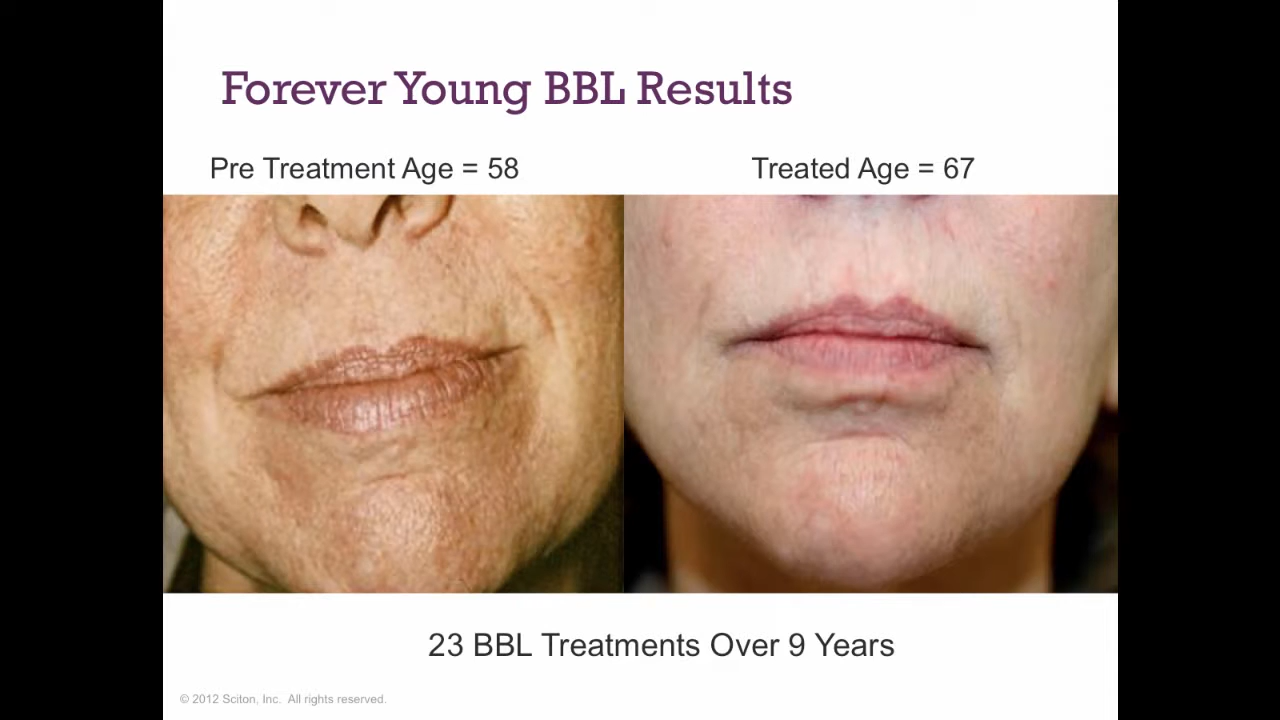 Forever Young BBL Results
Pre Treatment Age = 58
Treated Age = 67
23 BBL Treatments Over 9 Years
© 2012 Sciton, Inc. All rights reserved.